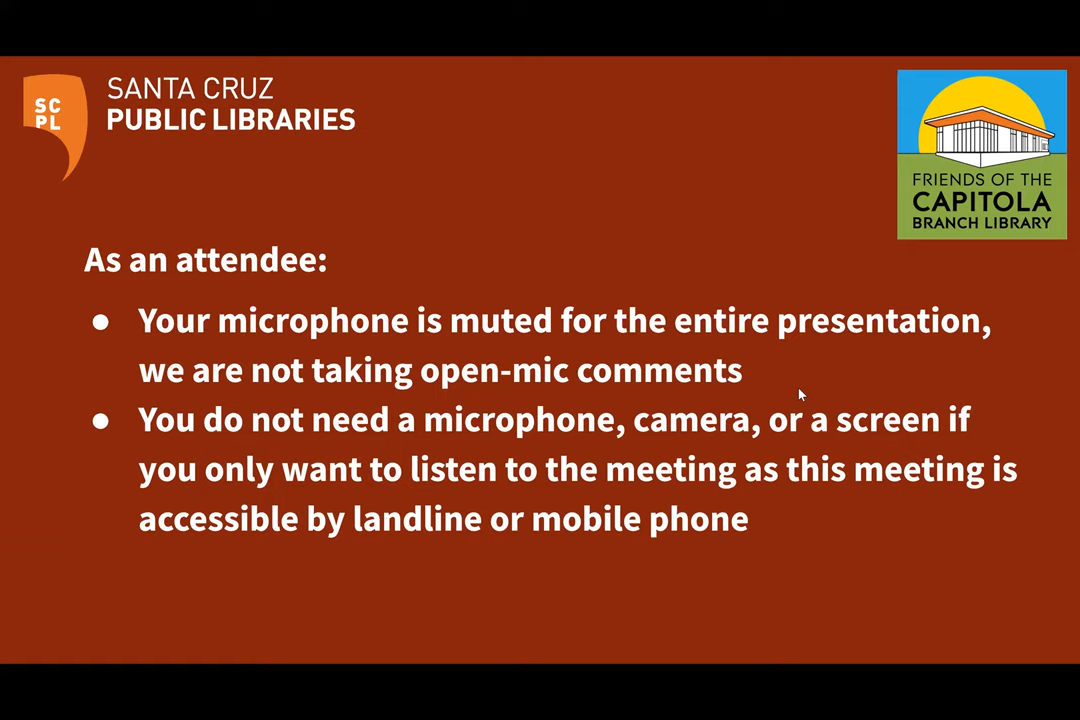 SC
PL
SANTA CRUZ
PUBLIC LIBRARIES
FRIENDS OF THE
CAPITOLA
BRANCH LIBRARY
As an attendee:
● Your microphone is muted for the entire presentation,
we are not taking open-mic comments
● You do not need a microphone, camera, or a screen if
you only want to listen to the meeting as this meeting is
accessible by landline or mobile phone